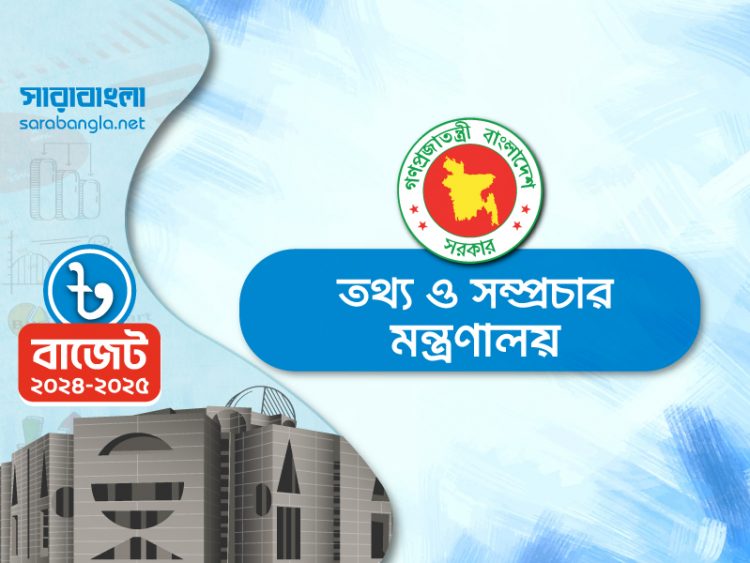 সারাবাংলা
sarabangla.net
৳
বাজেট
২০২৪-২০২৫
গণপ্রজাতন্ত্রী বাংলাদেশ
সরকার
তথ্য ও সম্প্রচার
মন্ত্রণালয়